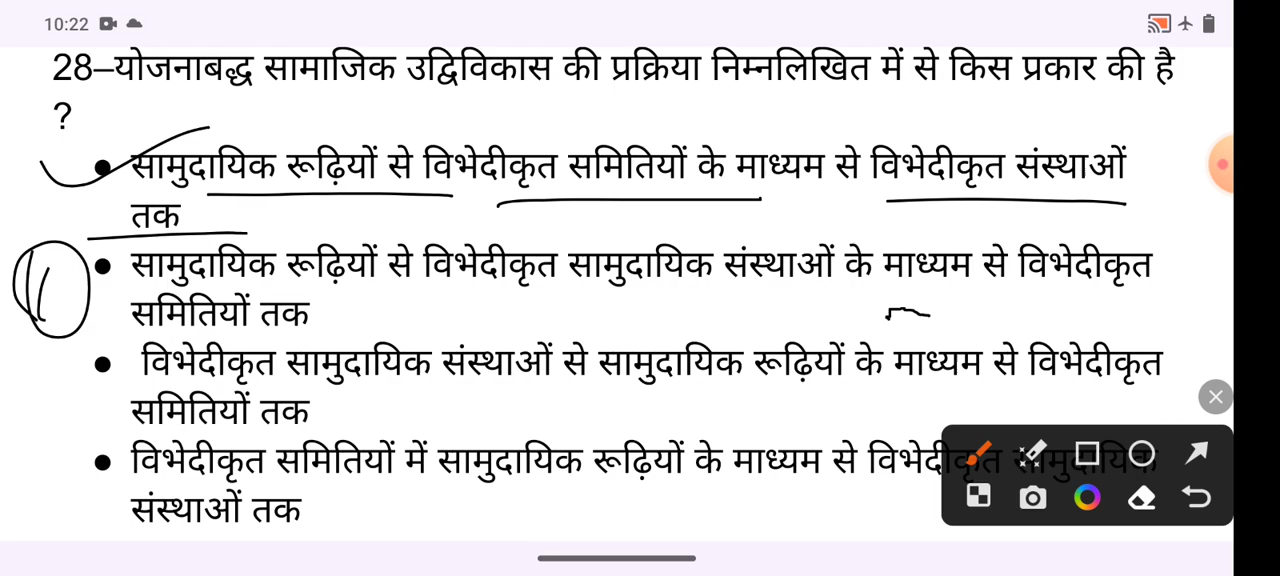 10:22
28–योजनाबद्ध सामाजिक उद्विविकास की प्रक्रिया निम्नलिखित में से किस प्रकार की है
?
● सामुदायिक रूढ़ियों से विभेदीकृत समितियों के माध्यम से विभेदीकृत संस्थाओं
तक
● सामुदायिक रूढ़ियों से विभेदीकृत सामुदायिक संस्थाओं के माध्यम से विभेदीकृत
समितियों तक
● विभेदीकृत सामुदायिक संस्थाओं से सामुदायिक रूढ़ियों के माध्यम से विभेदीकृत
समितियों तक
● विभेदीकृत समितियों में सामुदायिक रूढ़ियों के माध्यम से विभेदीकृत सामुदायिक
संस्थाओं तक